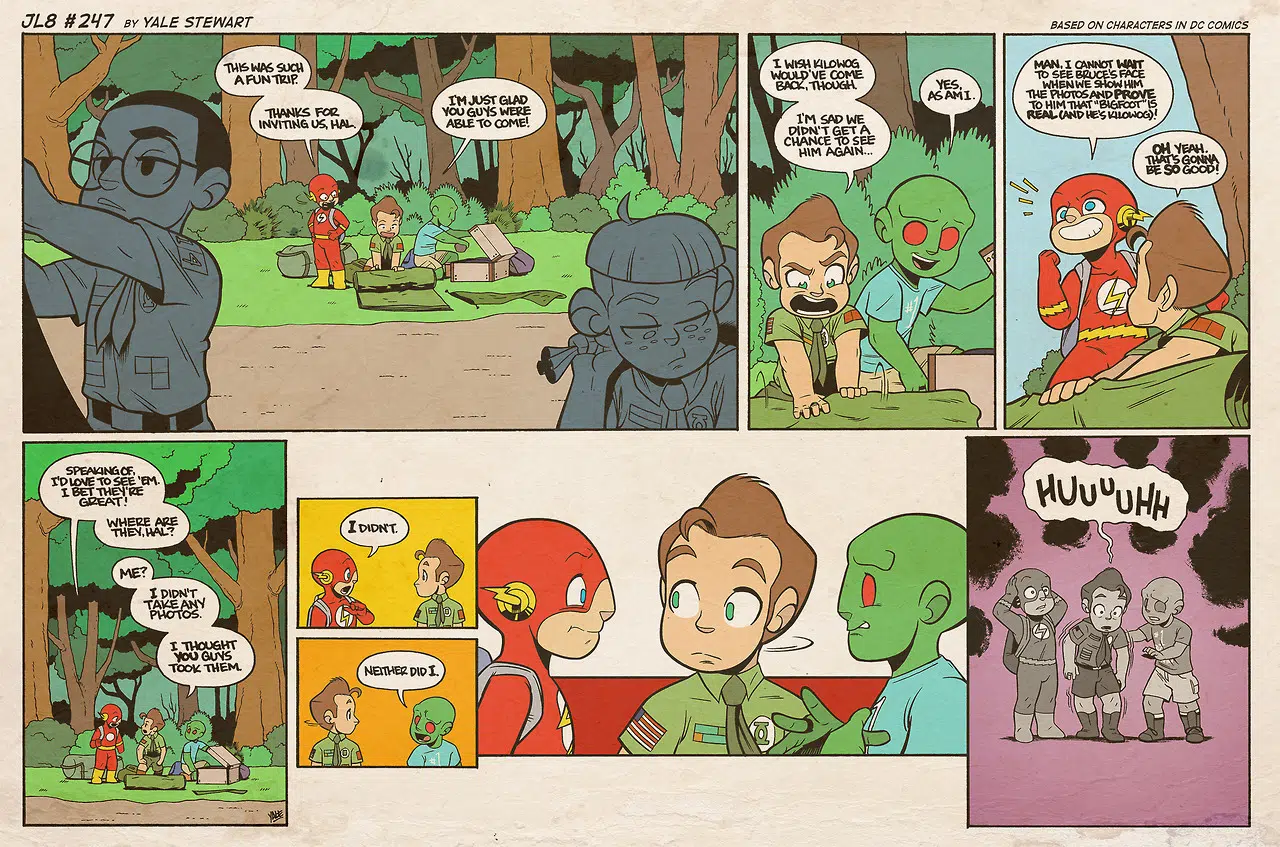 JL8 #247 BY YALE STEWART
BASED ON CHARACTERS IN DC COMICS
THIS WAS SUCH
A FUN TRIP.
THANKS FOR
INVITING US, HAL.
I'M JUST GLAD
YOU GUYS WERE
ABLE TO COME!
I WISH KILOWOG
WOULD'VE COME
BACK, THOUGH.
I'M SAD WE
DIDN'T GET A
CHANCE TO SEE
HIM AGAIN...
YES,
AS AM I.
MAN, I CANNOT WAIT
TO SEE BRUCE'S FACE
WHEN WE SHOW HIM
THE PHOTOS AND PROVE
TO HIM THAT "BIGFOOT" IS
REAL (AND HE'S KILOWOG)!
OH YEAH.
THAT'S GONNA
BE SO GOOD!
SPEAKING OF,
I'D LOVE TO SEE 'EM.
I BET THEY'RE
GREAT!
WHERE ARE
THEY, HAL?
ME?
I DIDN'T
TAKE ANY
PHOTOS.
I THOUGHT
YOU GUYS
TOOK THEM.
YALE
I DIDN'T.
NEITHER DID I.
#1
HUUUUHH